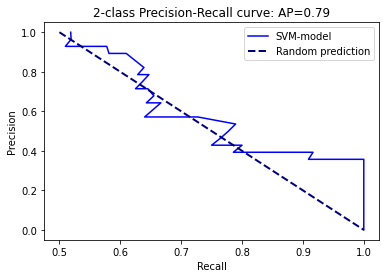 2-class Precision-Recall curve: AP=0.79
SVM-model
Random prediction
Precision
1.0
0.8
0.6
0.4
0.2
0.0
0.5
0.6
0.7
0.8
0.9
1.0
Recall